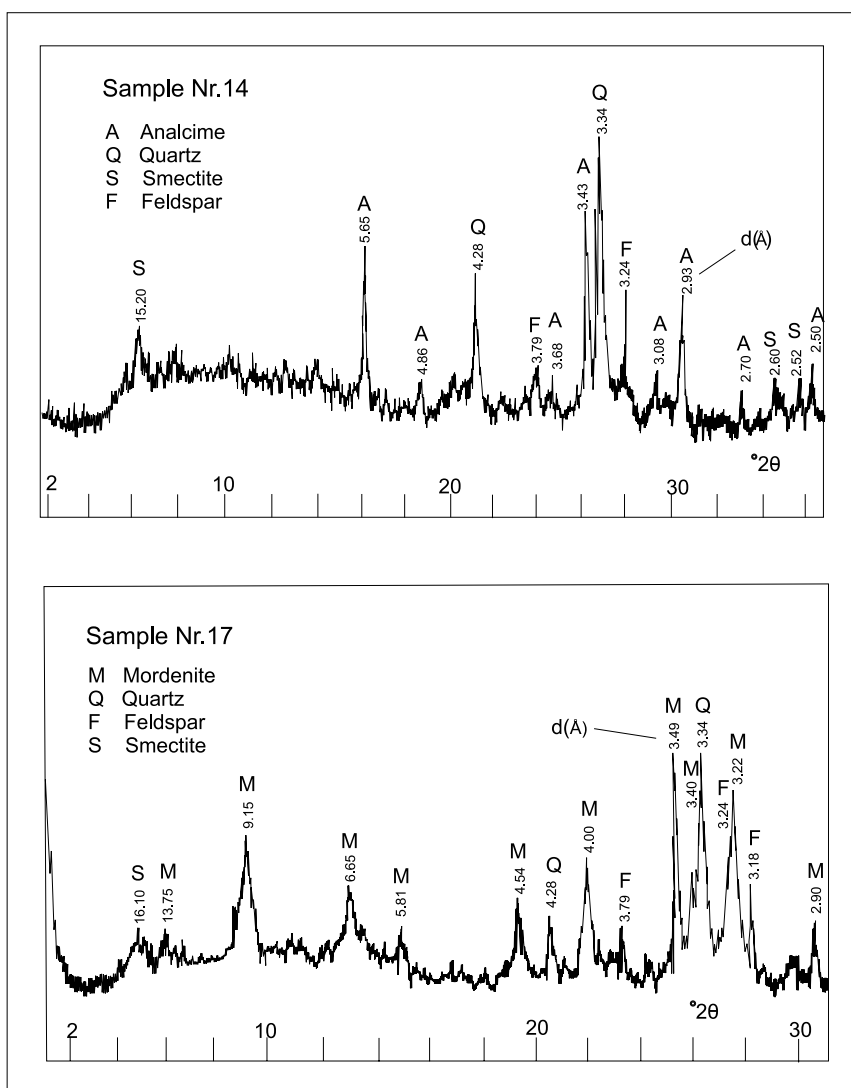 Sample Nr.14
A Analcime
Q Quartz
S Smectite
F Feldspar
S
15.20
A
5.65
A
4.86
Q
4.28
F
3.79
A
3.68
A
3.43
Q
3.34
F
3.24
A
3.08
A
2.93
d(Å)
A
2.70
S
2.60
S
2.52
A
2.50
°2θ
2 10 20 30
Sample Nr.17
M Mordenite
Q Quartz
F Feldspar
S Smectite
S
16.10
M
13.75
M
9.15
M
6.65
M
5.81
M
4.54
Q
4.28
M
4.00
F
3.79
d(Å)
M
3.49
M
3.40
Q
3.34
F
3.24
M
3.22
F
3.18
M
2.90
°2θ
2 10 20 30